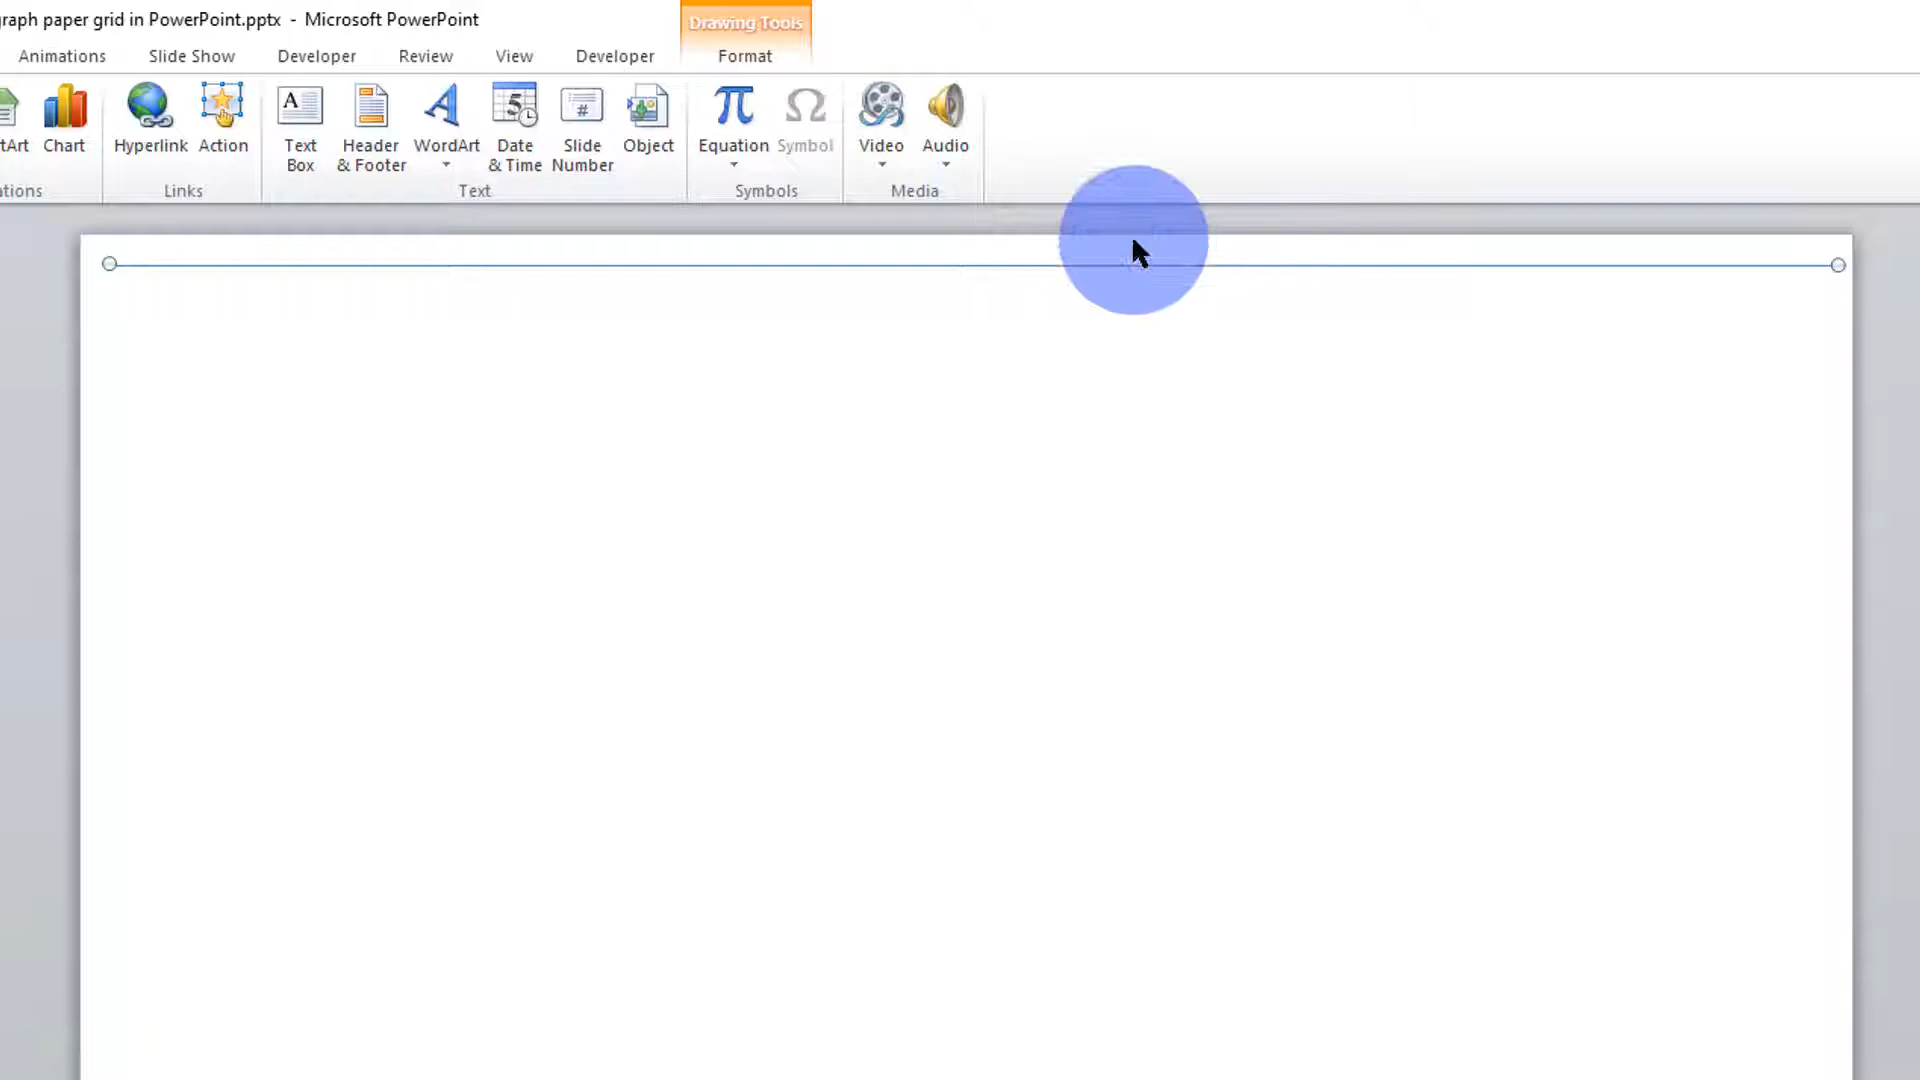 raph paper grid in PowerPoint.pptx - Microsoft PowerPoint
Drawing Tools
Animations Slide Show Developer Review View Developer Format
tArt Chart Hyperlink Action Text Box Header & Footer WordArt Date & Time Slide Number Object Equation Symbol Video Audio
ations Links Text Symbols Media